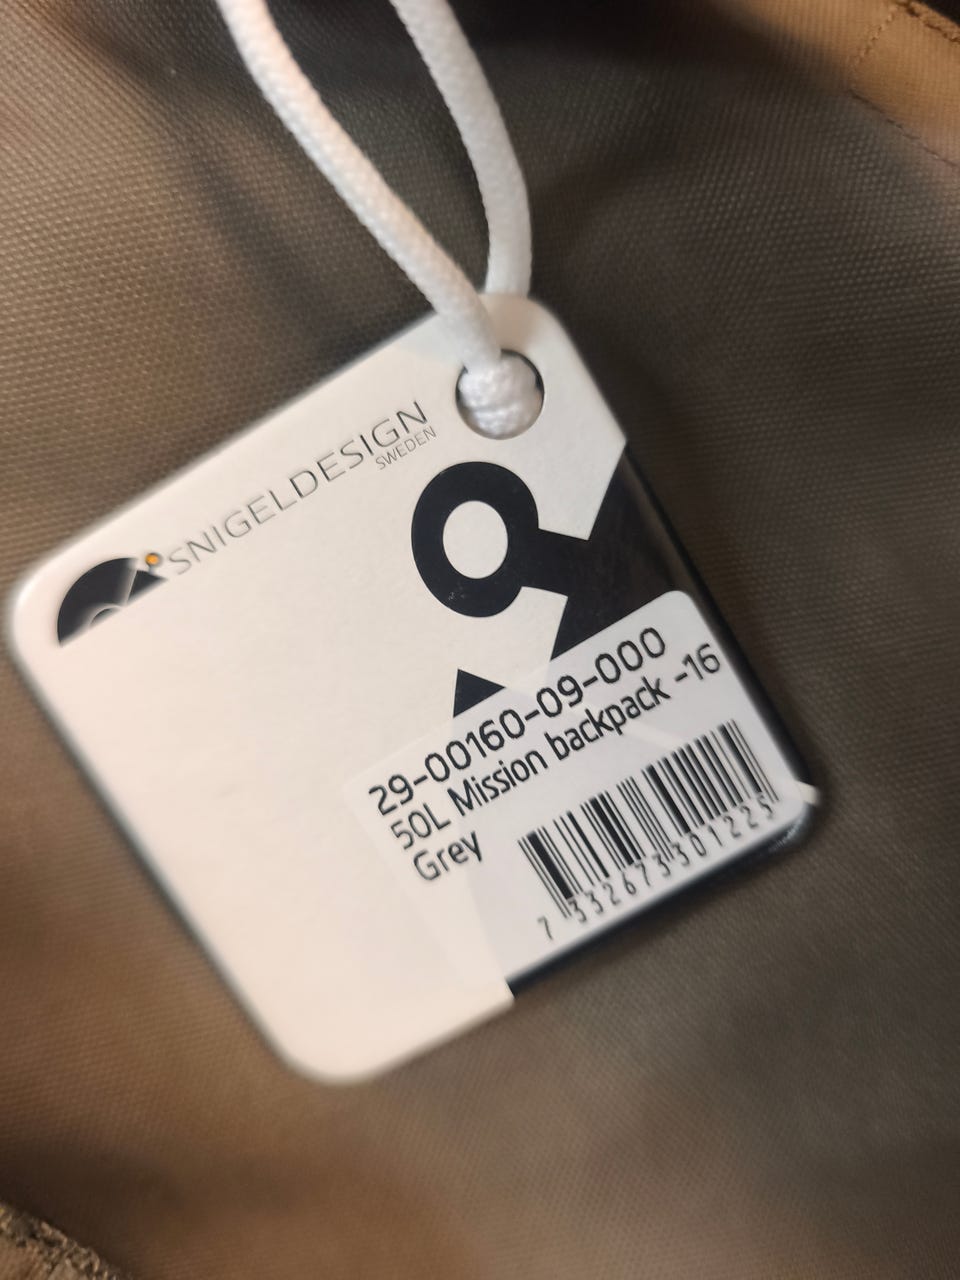 SNIGELDESIGN
SWEDEN
29-00160-09-000
50L Mission backpack -16
Grey
7 332673 301225